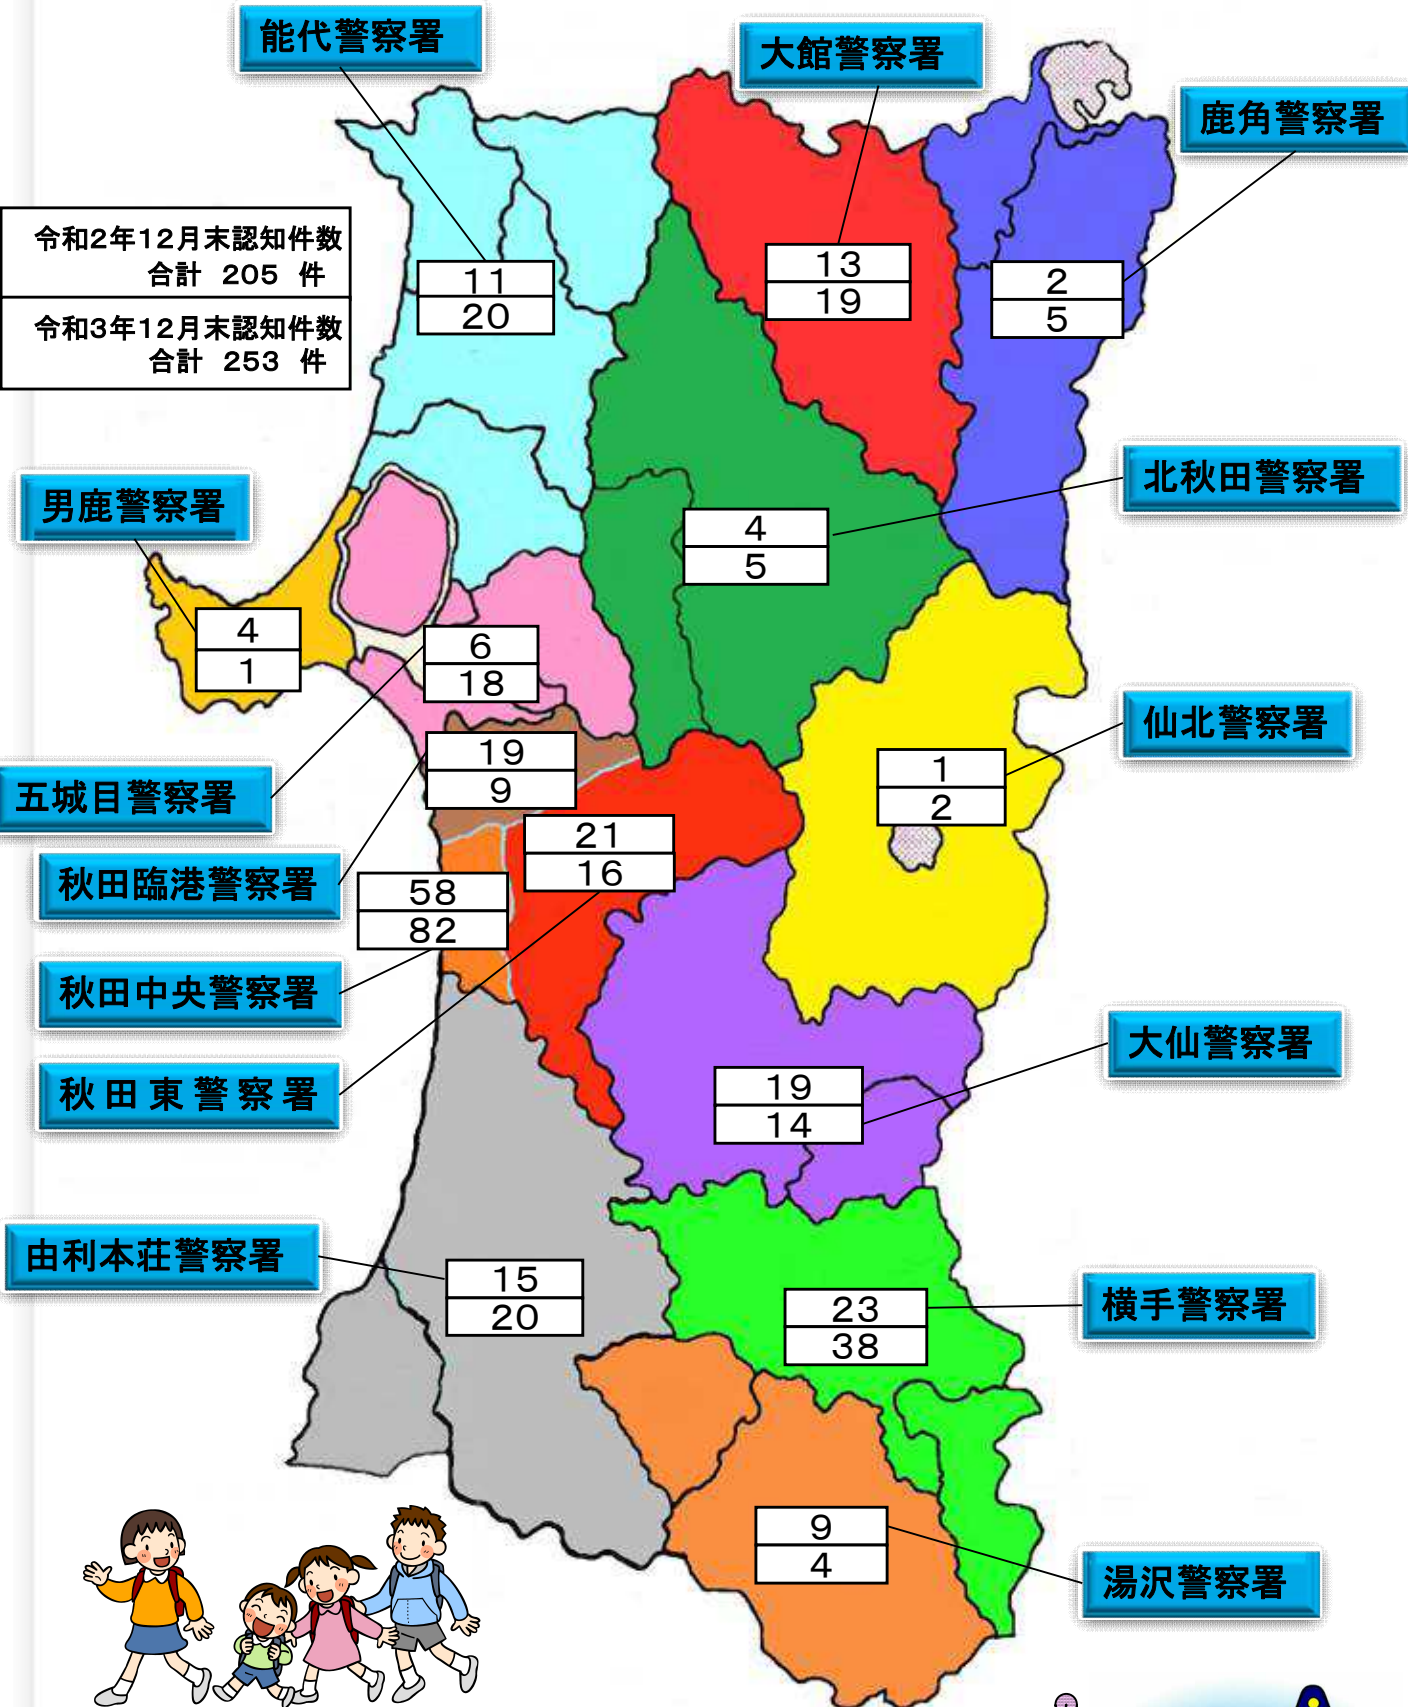 能代警察署
大館警察署
鹿角警察署
令和2年12月末認知件数
合計 205 件
令和3年12月末認知件数
合計 253 件
11
20
13
19
2
5
北秋田警察署
男鹿警察署
4
5
4
1
6
18
仙北警察署
19
9
1
2
五城目警察署
21
16
秋田臨港警察署
58
82
秋田中央警察署
大仙警察署
秋田東警察署
19
14
由利本荘警察署
15
20
横手警察署
23
38
9
4
湯沢警察署